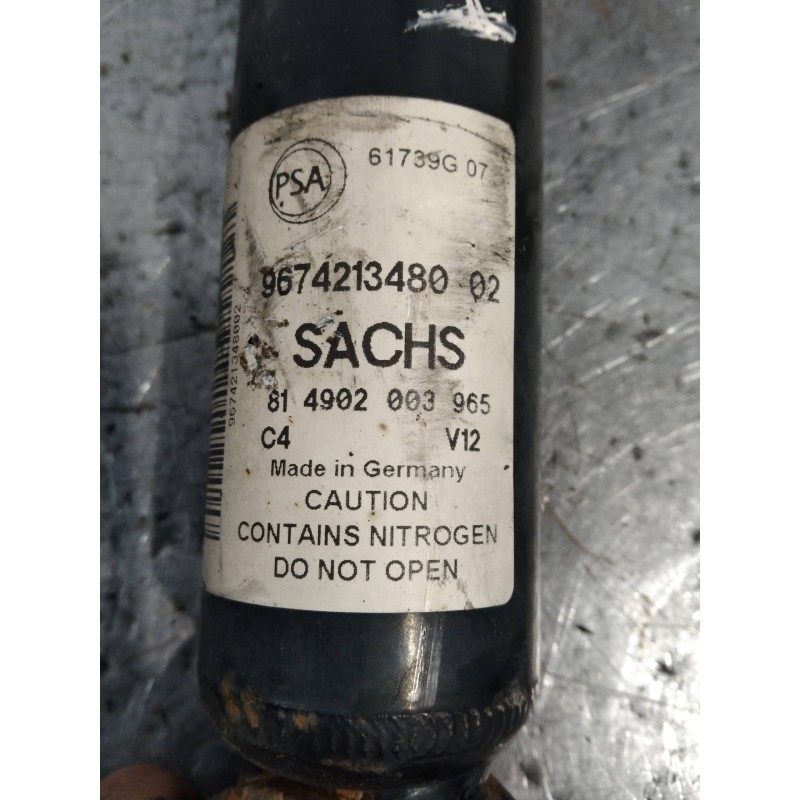 PSA
61739G 07
9674213480 02
SACHS
81 4902 003 965
C4 V12
Made in Germany
CAUTION
CONTAINS NITROGEN
DO NOT OPEN
967421348002